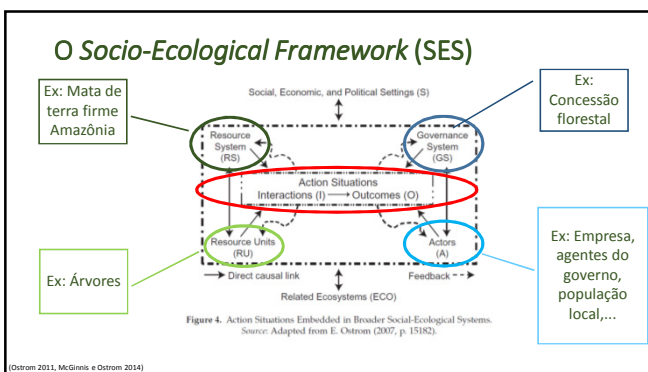 O Socio-Ecological Framework (SES)
Ex: Mata de
terra firme
Amazônia
Ex:
Concessão
florestal
Social, Economic, and Political Settings (S)
Resource
System
(RS)
Governance
System
(GS)
Action Situations
Interactions (I) → Outcomes (O)
Resource Units
(RU)
Actors
(A)
Ex: Árvores
Ex: Empresa,
agentes do
governo,
população
local,...
Direct causal link
Feedback
Related Ecosystems (ECO)
Figure 4. Action Situations Embedded in Broader Social-Ecological Systems.
Source: Adapted from E. Ostrom (2007, p. 15182).
(Ostrom 2011, McGinnis e Ostrom 2014)